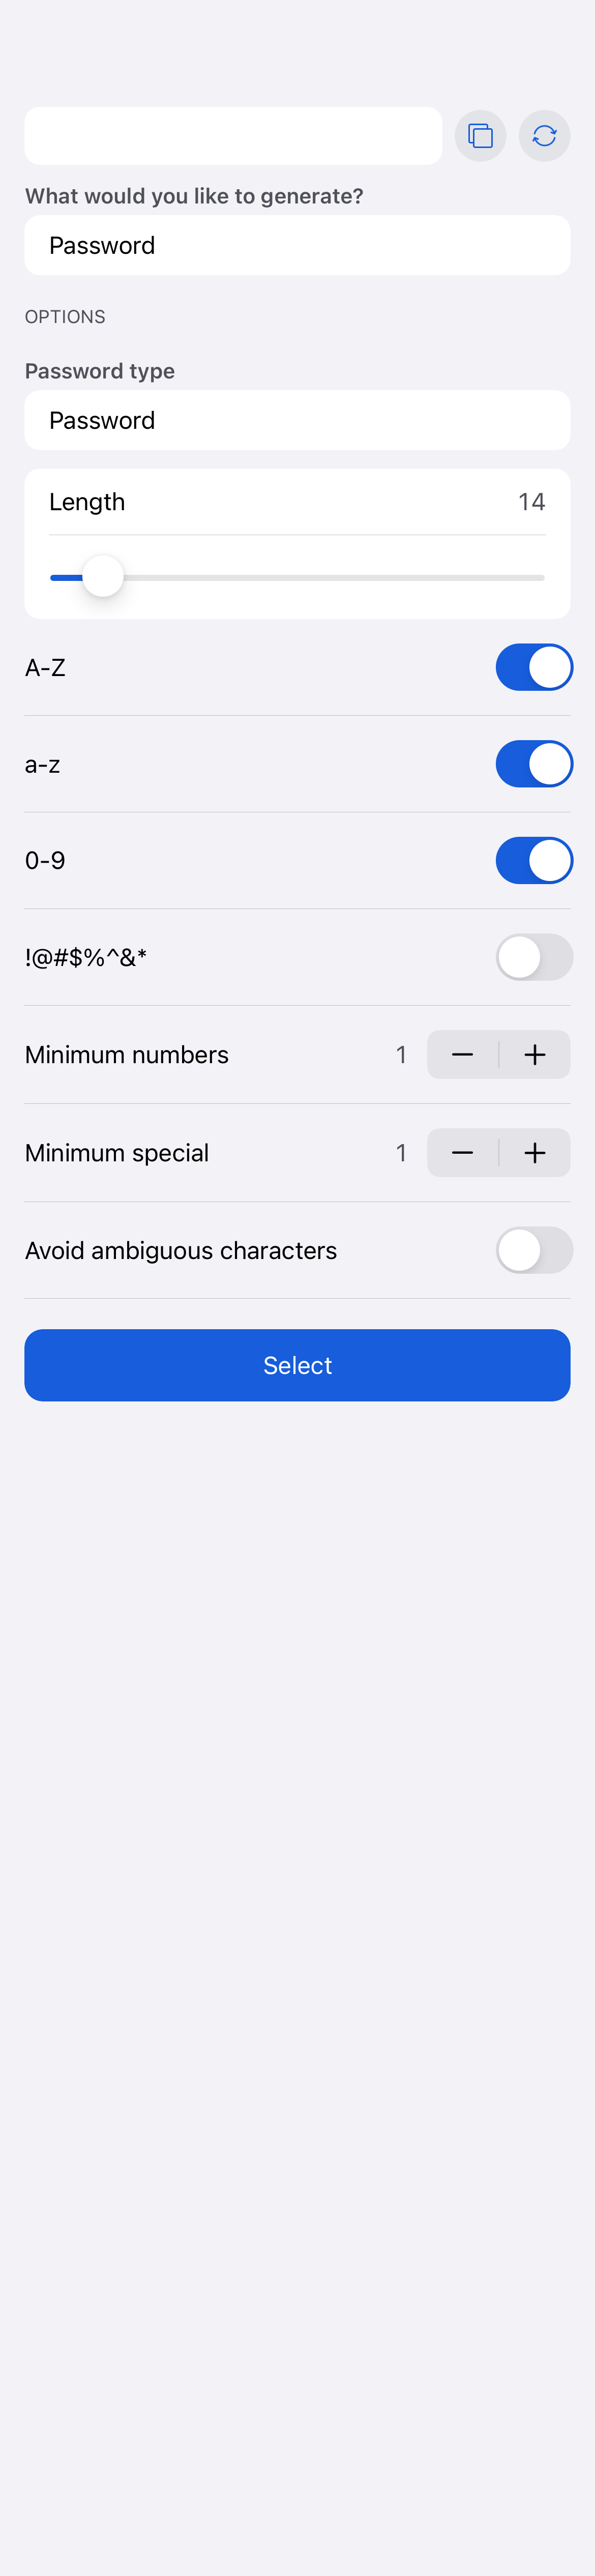 What would you like to generate?
Password
OPTIONS
Password type
Password
Length 14
A-Z
a-z
0-9
!@#$%^&*
Minimum numbers 1
Minimum special 1
Avoid ambiguous characters
Select